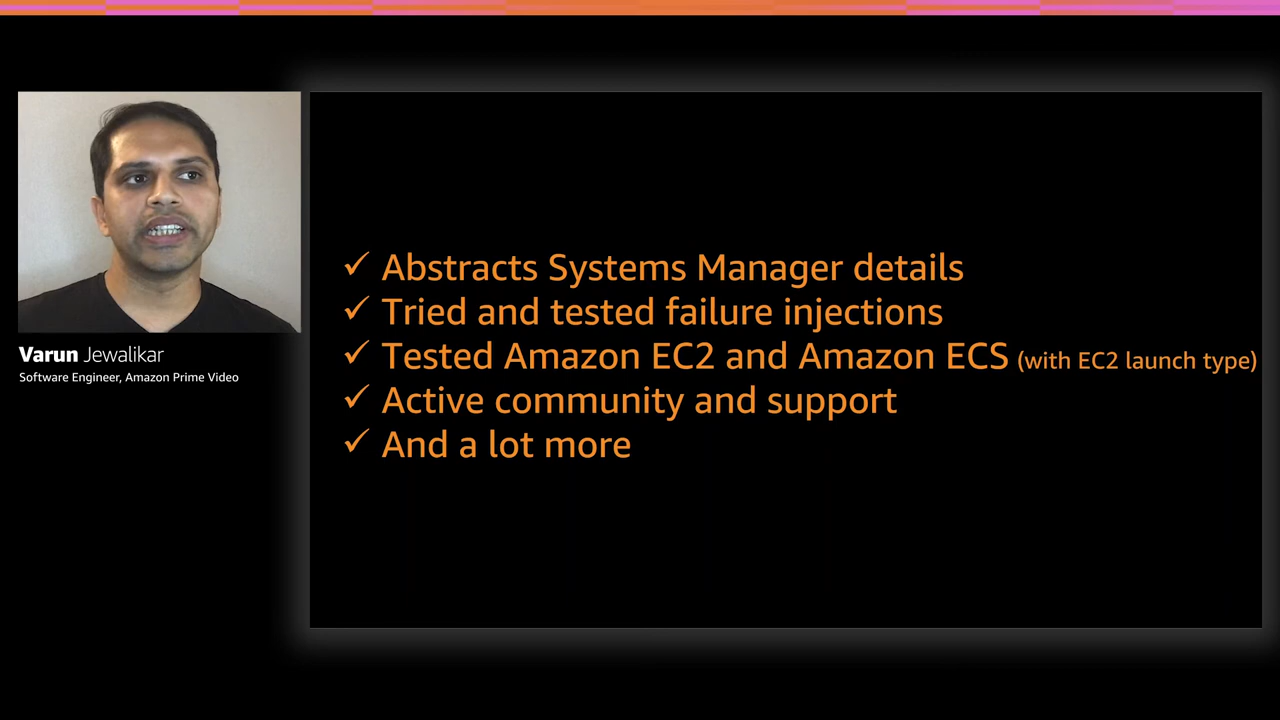 Varun Jewalikar
Software Engineer, Amazon Prime Video
✓ Abstracts Systems Manager details
✓ Tried and tested failure injections
✓ Tested Amazon EC2 and Amazon ECS (with EC2 launch type)
✓ Active community and support
✓ And a lot more